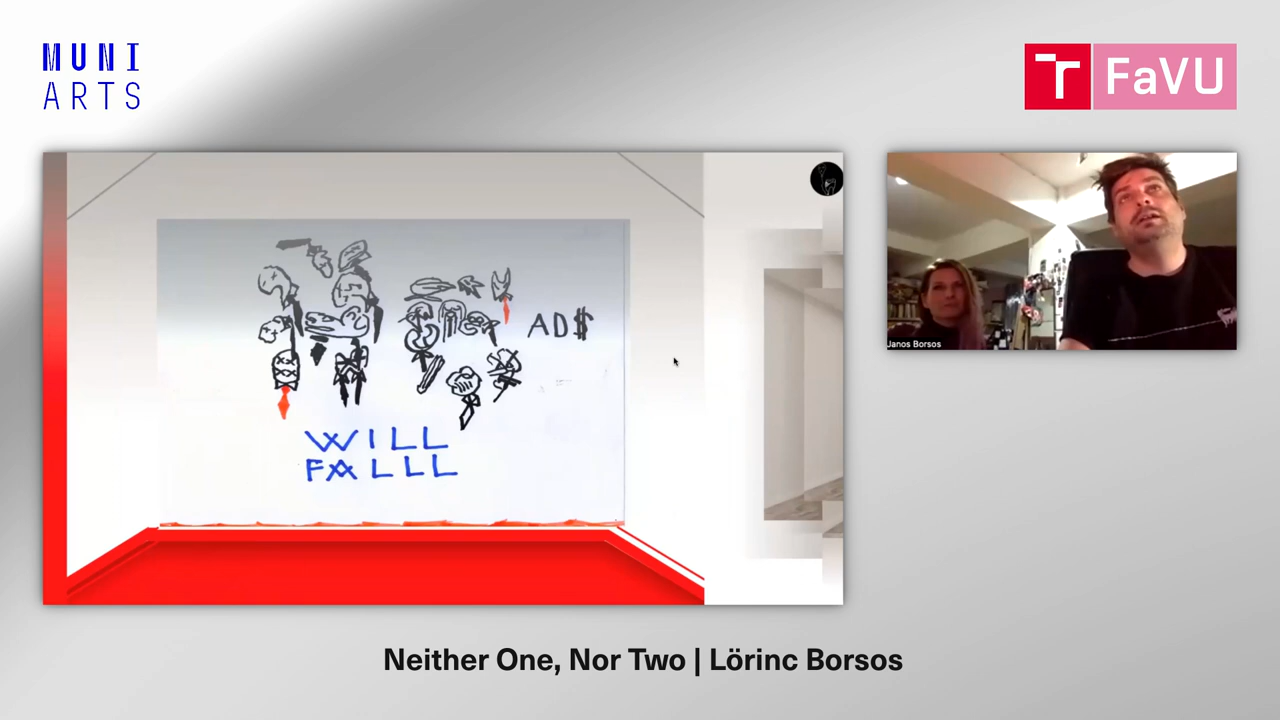 MUNI
ARTS
T FaVU
AD$
WILL
FALLL
Janos Borsos
Neither One, Nor Two | Lörinc Borsos